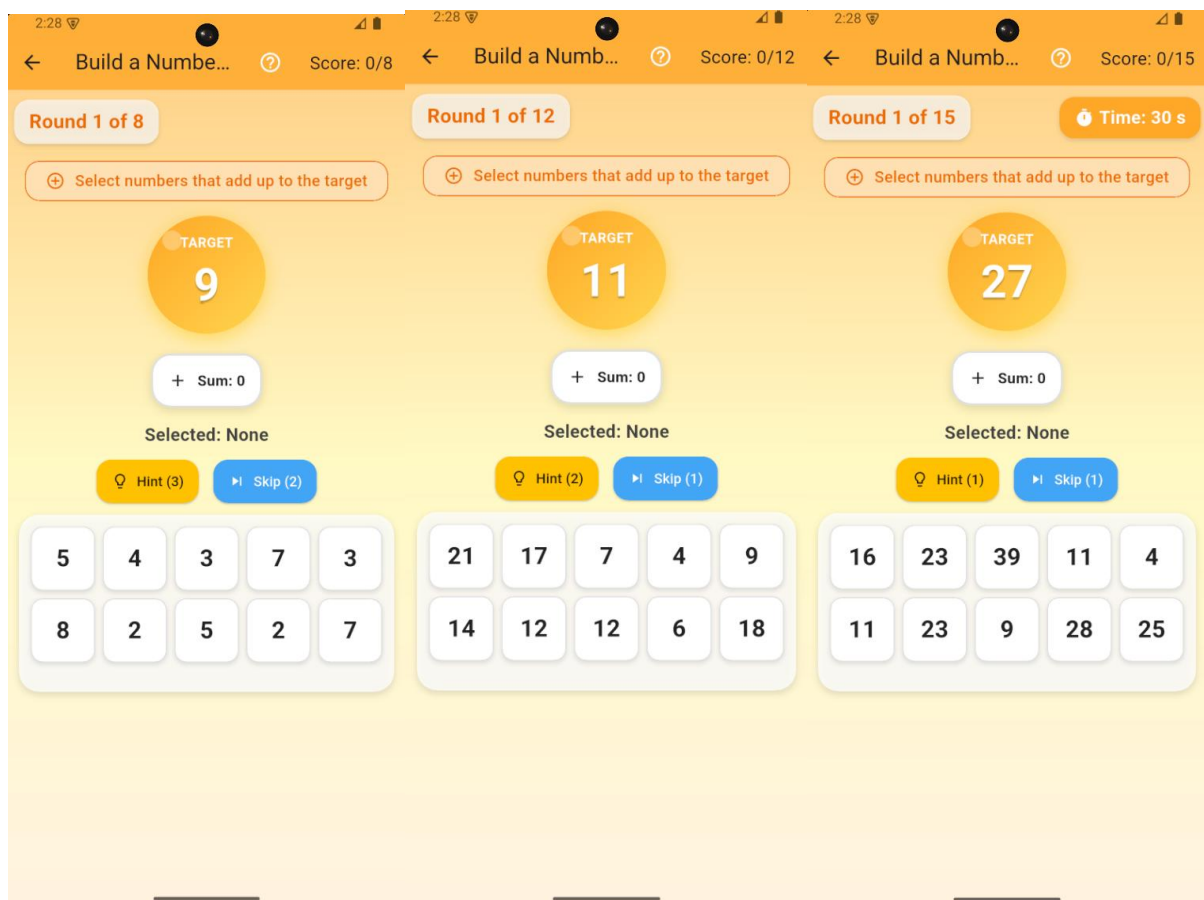 2:28
Build a Numbe...
Score: 0/8
Round 1 of 8
Select numbers that add up to the target
TARGET
9
+ Sum: 0
Selected: None
Hint (3)
Skip (2)
5 4 3 7 3
8 2 5 2 7
2:28
Build a Numb...
Score: 0/12
Round 1 of 12
Select numbers that add up to the target
TARGET
11
+ Sum: 0
Selected: None
Hint (2)
Skip (1)
21 17 7 4 9
14 12 12 6 18
2:28
Build a Numb...
Score: 0/15
Round 1 of 15
Time: 30 s
Select numbers that add up to the target
TARGET
27
+ Sum: 0
Selected: None
Hint (1)
Skip (1)
16 23 39 11 4
11 23 9 28 25